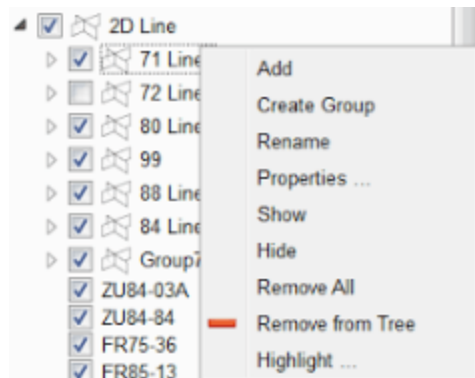 2D Line
71 Line
72 Line
80 Line
99
88 Line
84 Line
Group7
ZU84-03A
ZU84-84
FR75-36
FR85-13
Add
Create Group
Rename
Properties ...
Show
Hide
Remove All
Remove from Tree
Highlight ...